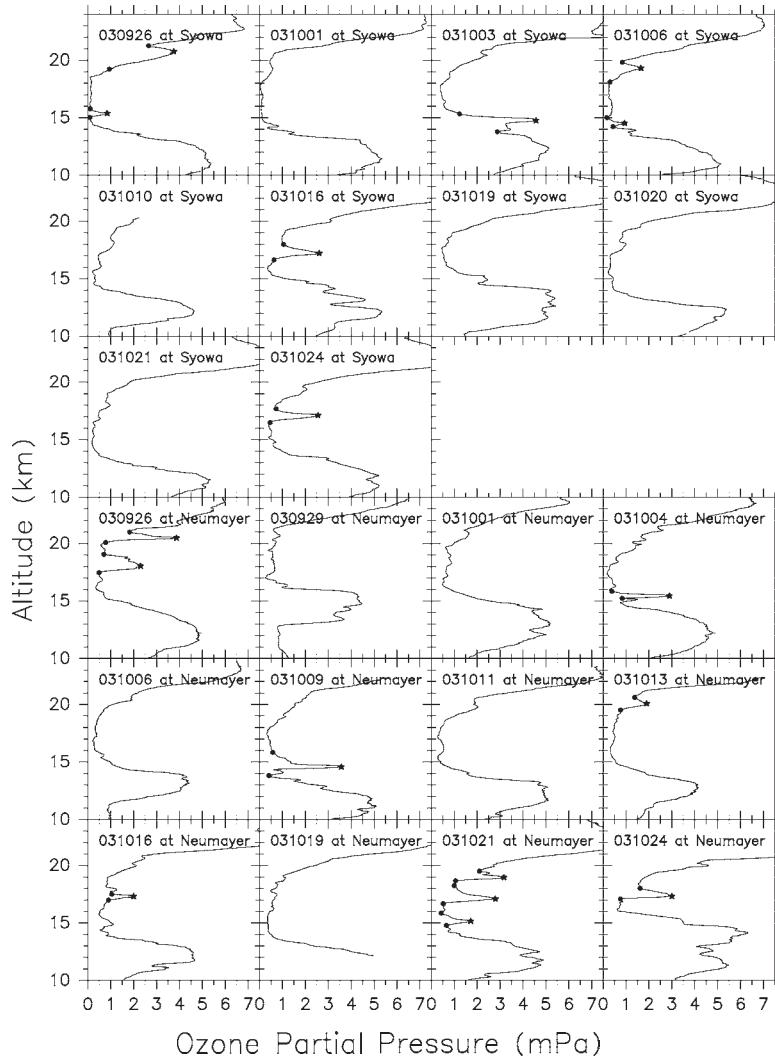 20
15
10
030926 at Syowa
031001 at Syowa
031003 at Syowa
031006 at Syowa
20
15
10
031010 at Syowa
031016 at Syowa
031019 at Syowa
031020 at Syowa
20
15
10
031021 at Syowa
031024 at Syowa
Altitude (km)
20
15
10
030926 at Neumayer
030929 at Neumayer
031001 at Neumayer
031004 at Neumayer
20
15
10
031006 at Neumayer
031009 at Neumayer
031011 at Neumayer
031013 at Neumayer
20
15
10
031016 at Neumayer
031019 at Neumayer
031021 at Neumayer
031024 at Neumayer
0 1 2 3 4 5 6 70 1 2 3 4 5 6 70 1 2 3 4 5 6 70 1 2 3 4 5 6 7
Ozone Partial Pressure (mPa)